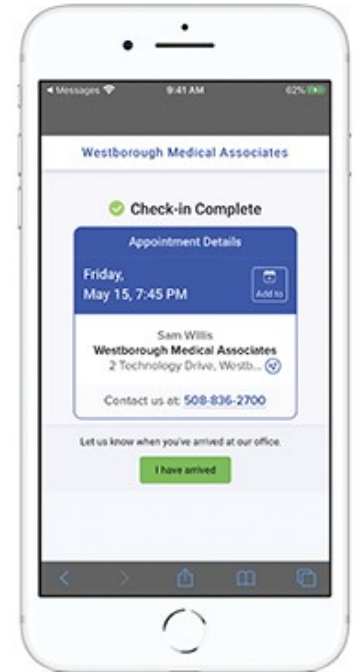 Messages 9:41 AM 62%
Westborough Medical Associates
Check-in Complete
Appointment Details
Friday,
May 15, 7:45 PM
Add to
Sam Willis
Westborough Medical Associates
2 Technology Drive, Westb...
Contact us at: 508-836-2700
Let us know when you've arrived at our office.
I have arrived